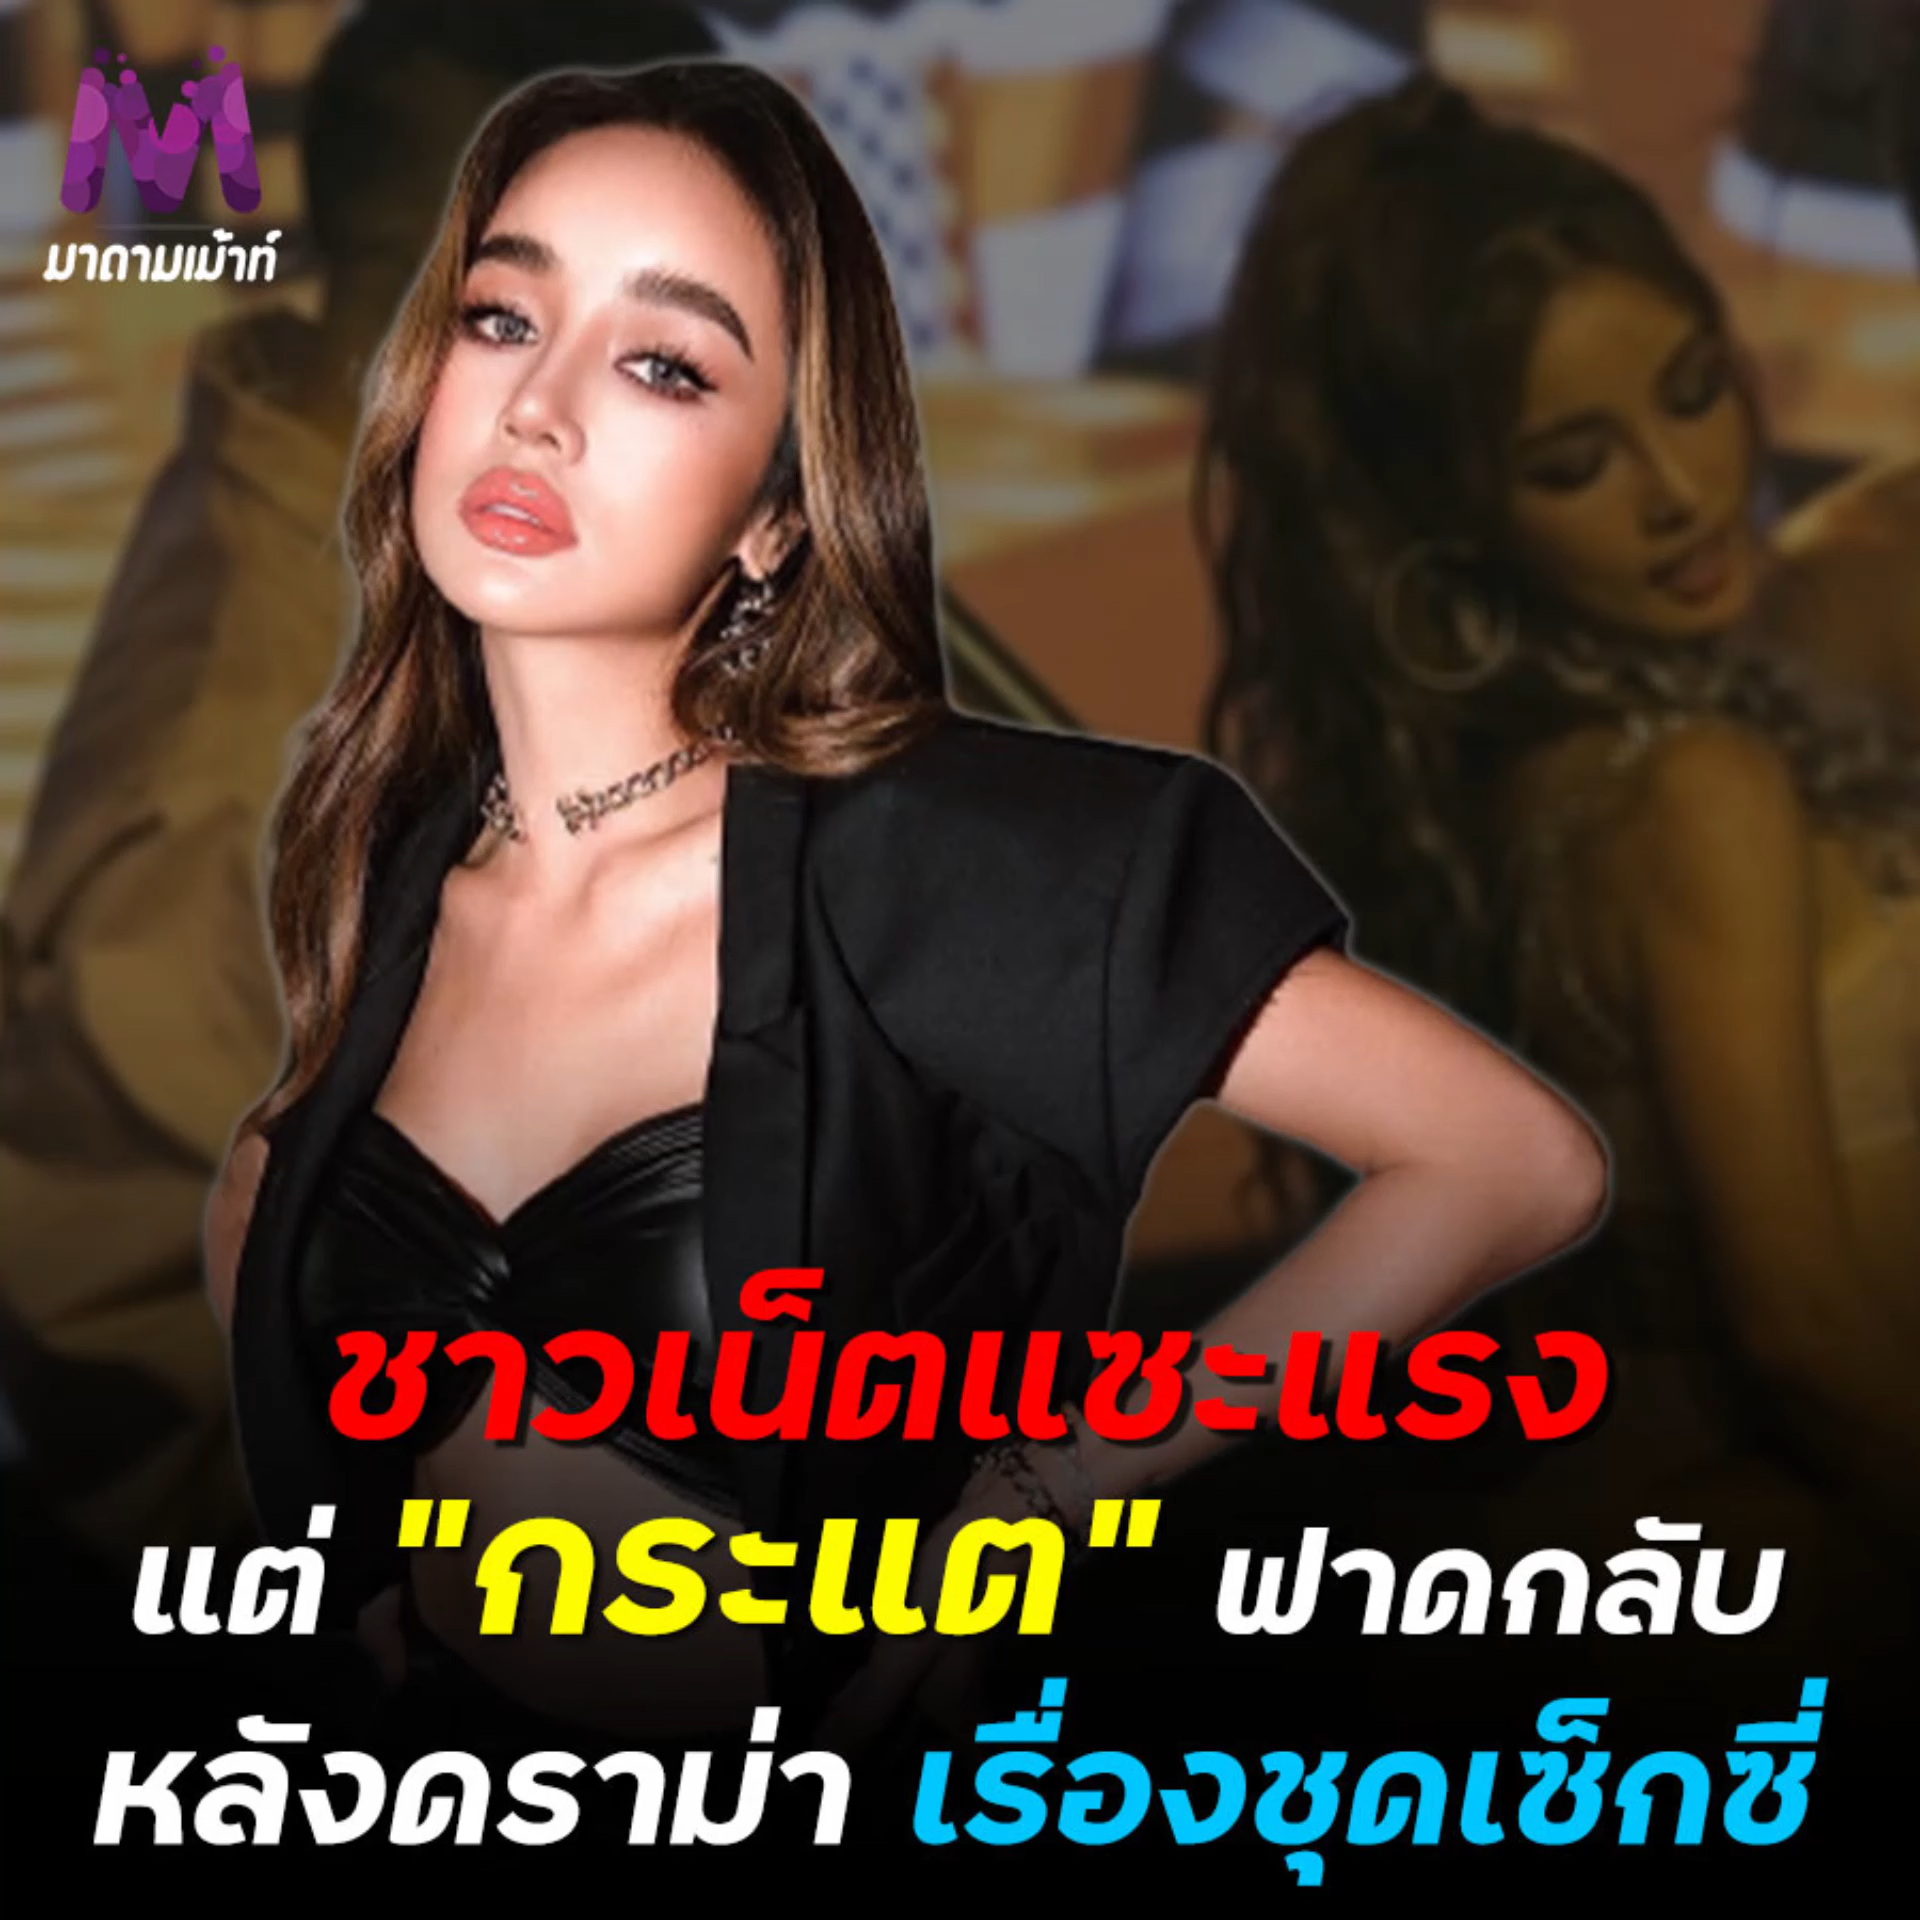 มาดามเม้าท์
ชาวเน็ตแซะแรง
แต่ "กระแต" ฟาดกลับ
หลังดราม่า เรื่องชุดเซ็กซี่